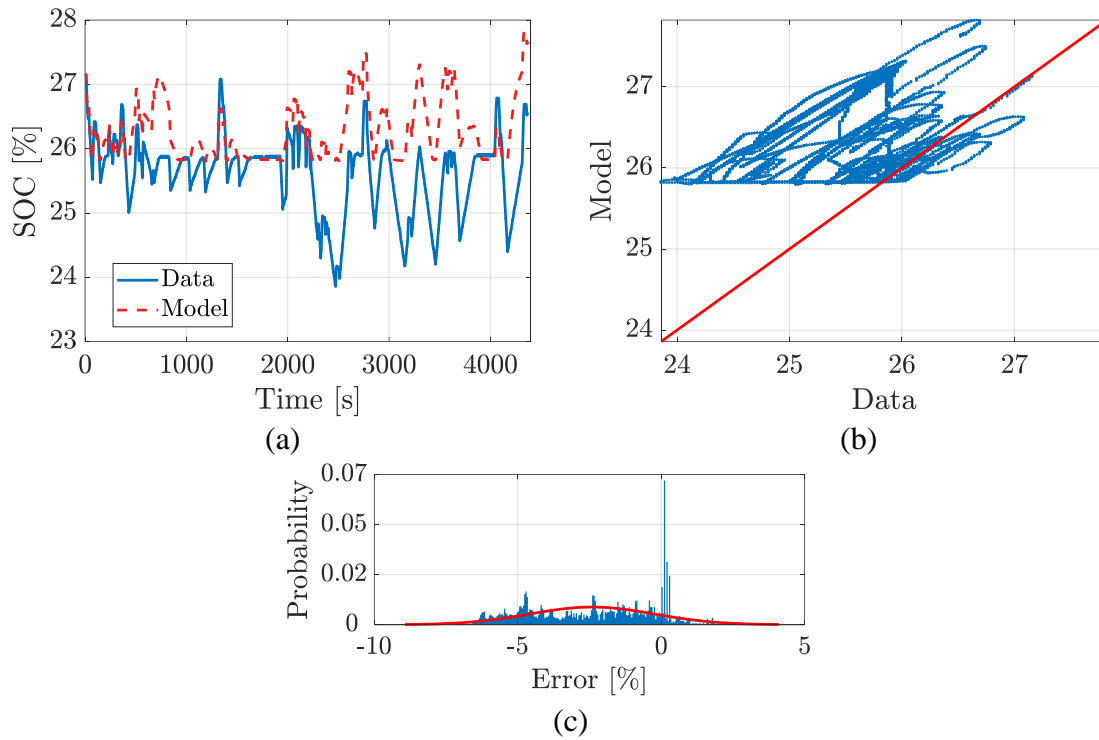 28
27
26
25
24
23
SOC [%]
Data
Model
0 1000 2000 3000 4000
Time [s]
(a)
27
26
25
24
Model
24 25 26 27
Data
(b)
0.07
0.05
0.02
0
Probability
-10 -5 0 5
Error [%]
(c)